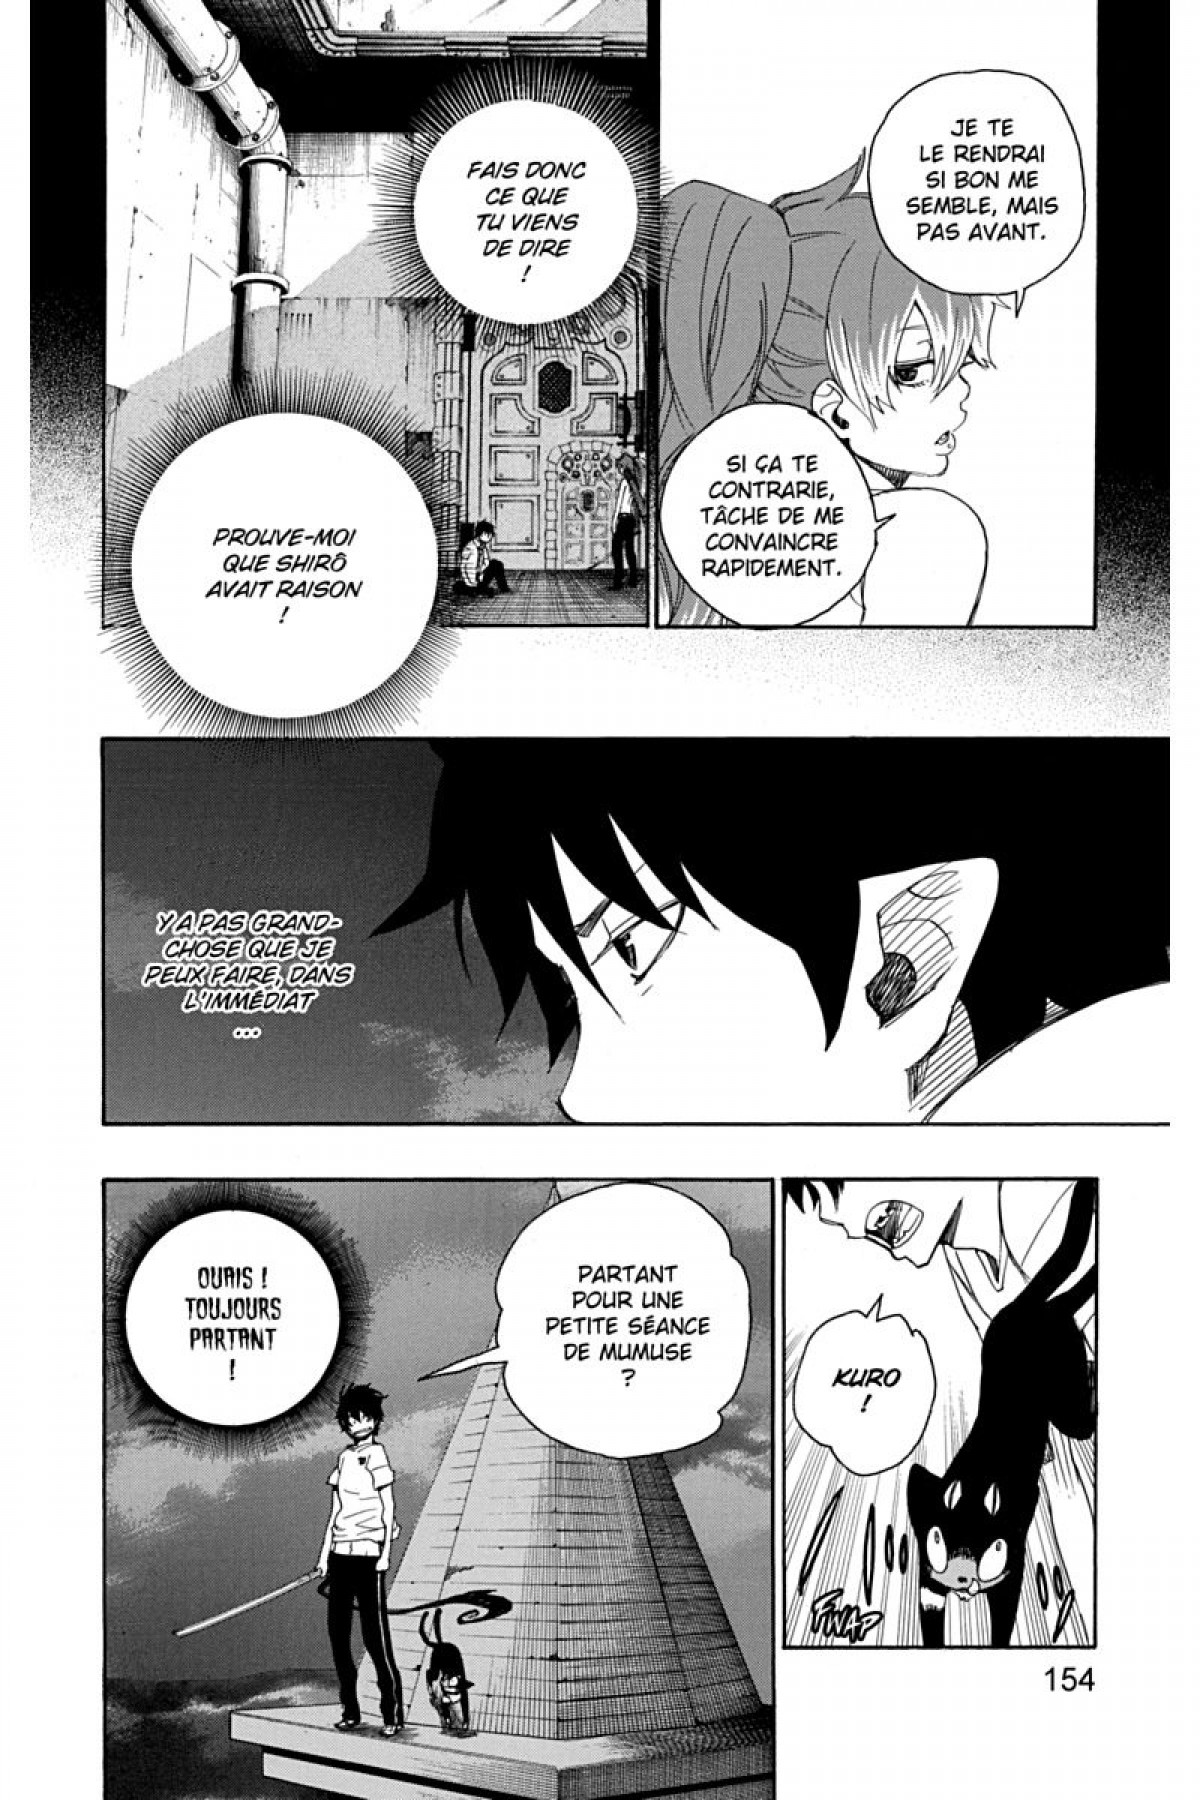 JE TE
LE RENDRAI
SI BON ME
SEMBLE, MAIS
PAS AVANT.
SI ÇA TE
CONTRARIE,
TÂCHE DE ME
CONVAINCRE
RAPIDEMENT.
FAIS DONC
CE QUE
TU VIENS
DE DIRE
!
PROUVE-MOI
QUE SHIRÔ
AVAIT RAISON
!
Y A PAS GRAND-
CHOSE QUE JE
PEUX FAIRE, DANS
L'IMMÉDIAT
...
KURO
!
FWAP
PARTANT
POUR UNE
PETITE SÉANCE
DE MUMUSE
?
OUAIS !
TOUJOURS
PARTANT
!
154